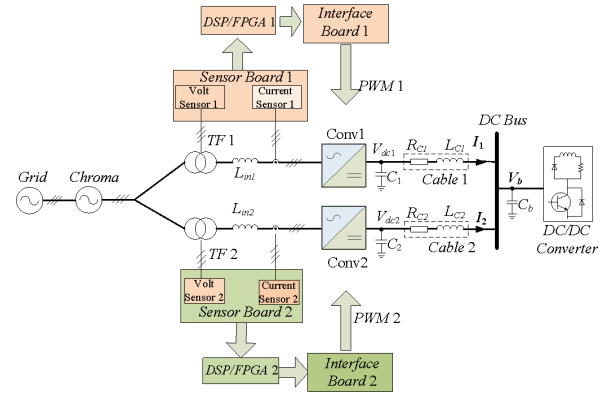 DSP/FPGA 1
Interface
Board 1
Sensor Board 1
Volt
Sensor 1
Current
Sensor 1
PWM 1
TF 1
L_in1
Conv1
V_dc1
R_C1
L_C1
I_1
DC Bus
C_1
Cable 1
Grid
Chroma
V_b
C_b
L_in2
V_dc2
R_C2
L_C2
I_2
DC/DC
Converter
TF 2
Conv2
C_2
Cable 2
Volt
Sensor 2
Current
Sensor 2
Sensor Board 2
PWM 2
DSP/FPGA 2
Interface
Board 2